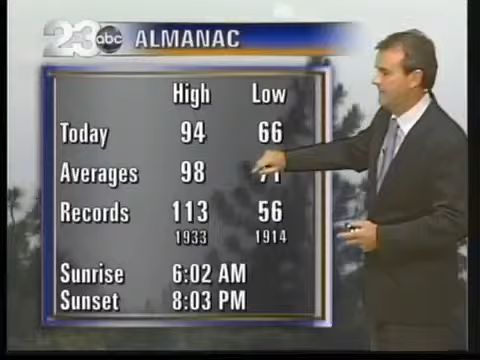 23 abc ALMANAC
High Low
Today 94 66
Averages 98 71
Records 113 56
1933 1914
Sunrise 6:02 AM
Sunset 8:03 PM